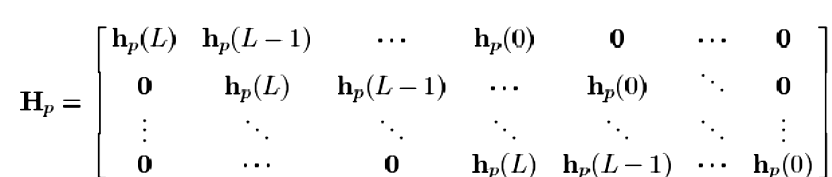 h_p(L) h_p(L − 1) ⋯ h_p(0) 0 ⋯ 0
H_p = 0 h_p(L) h_p(L − 1) ⋯ h_p(0) ⋱ 0
⋮ ⋱ ⋱ ⋱ ⋱ ⋱ ⋮
0 ⋯ 0 h_p(L) h_p(L − 1) ⋯ h_p(0)